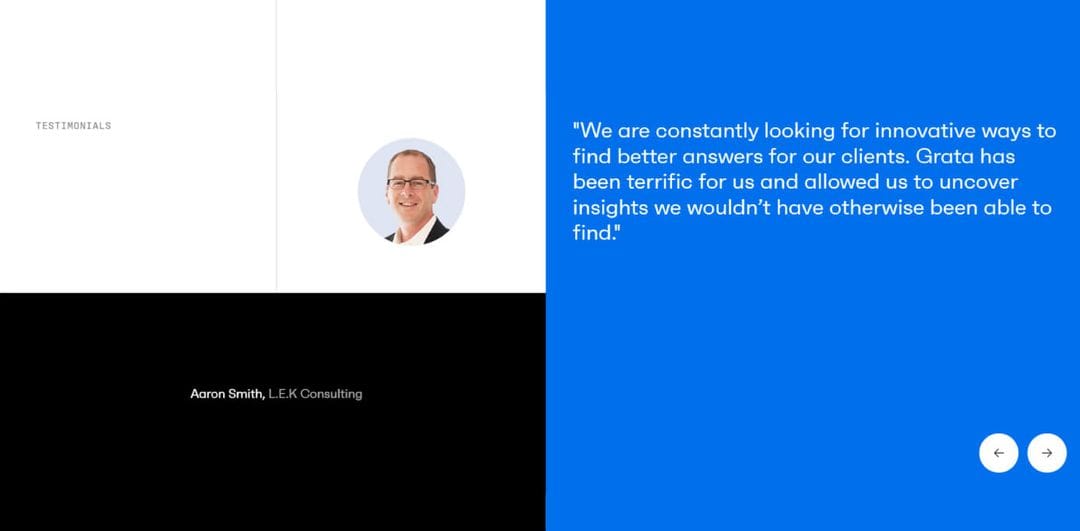 TESTIMONIALS
"We are constantly looking for innovative ways to
find better answers for our clients. Grata has
been terrific for us and allowed us to uncover
insights we wouldn’t have otherwise been able to
find."
Aaron Smith, L.E.K Consulting